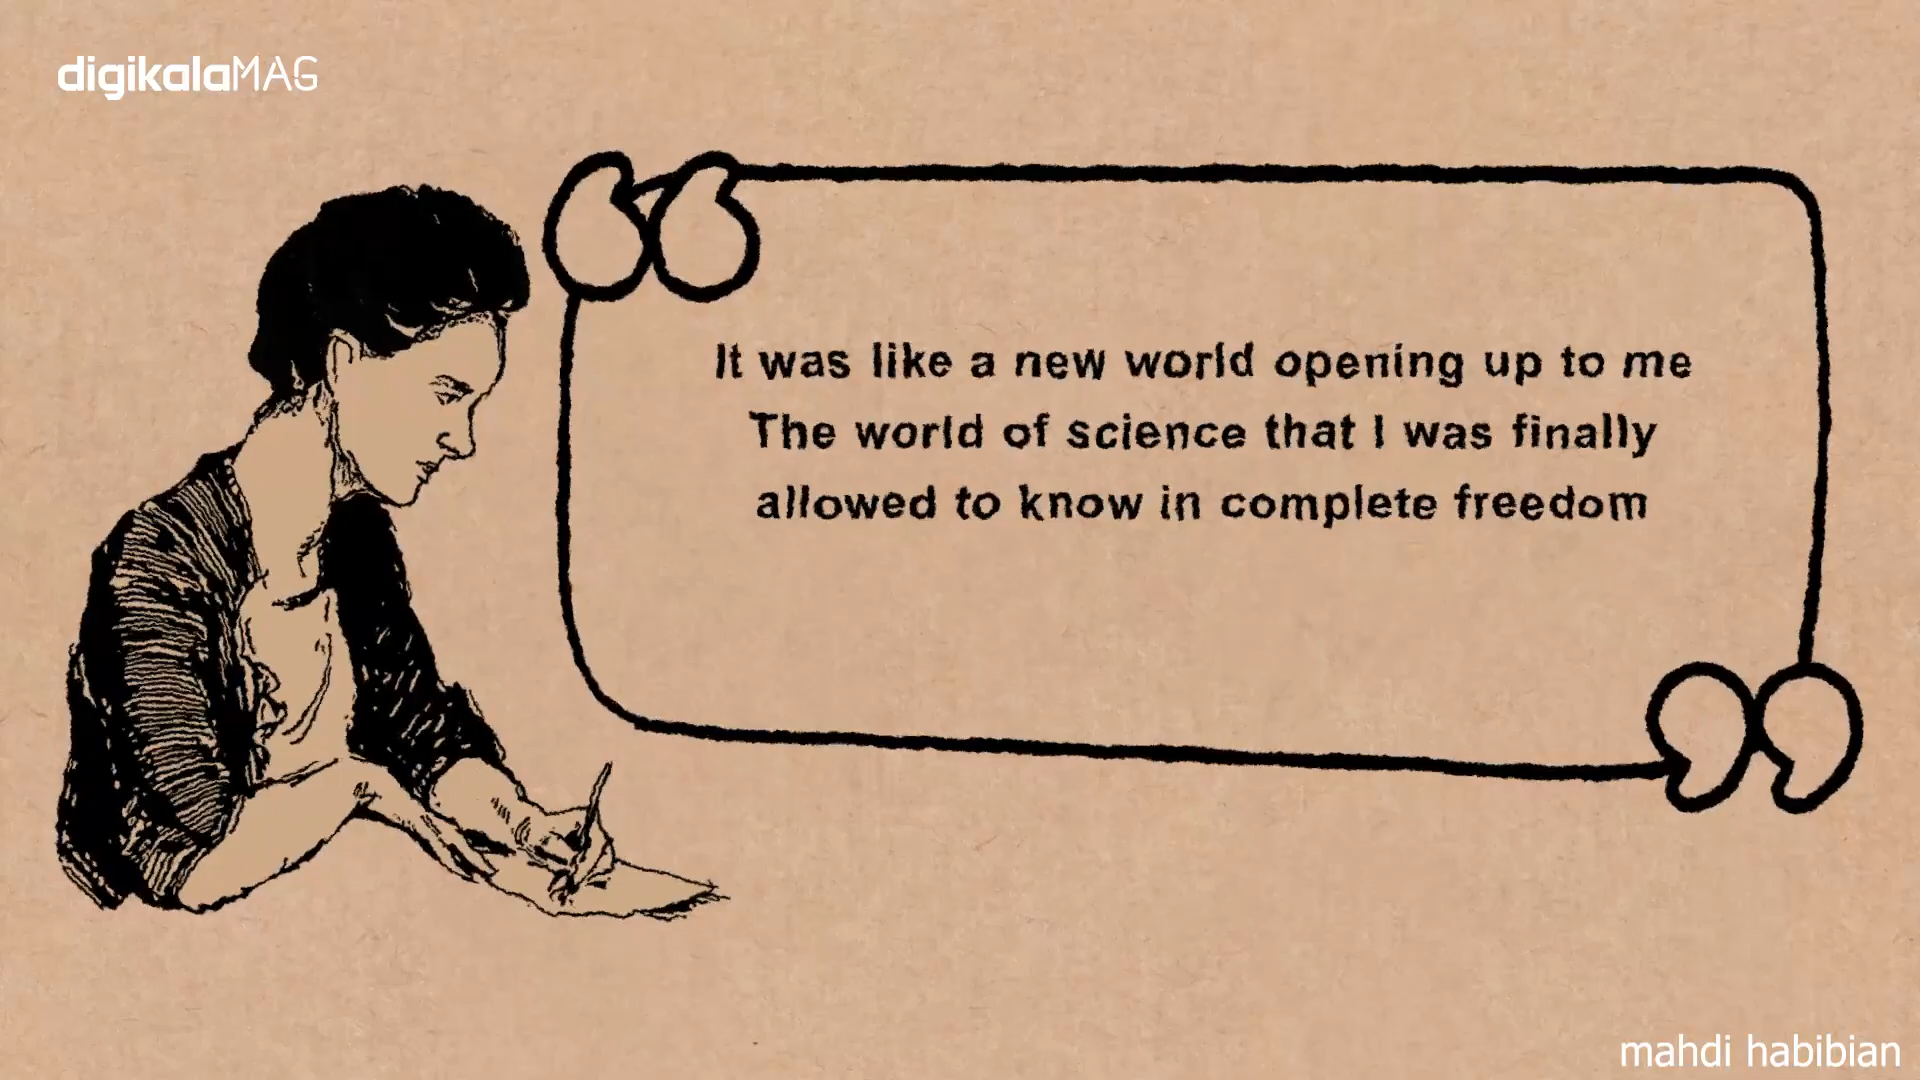 digikalaMAG
It was like a new world opening up to me
The world of science that I was finally
allowed to know in complete freedom
mahdi habibian